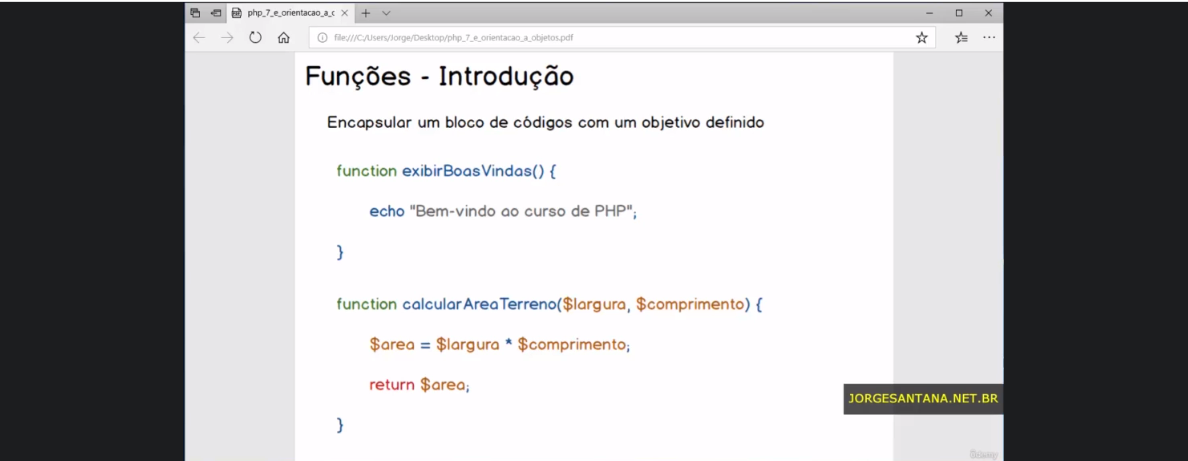 php_7_e_orientacao_a_c
file:///C:/Users/Jorge/Desktop/php_7_e_orientacao_a_objetos.pdf
Funções - Introdução
Encapsular um bloco de códigos com um objetivo definido
function exibirBoasVindas() {
echo "Bem-vindo ao curso de PHP";
}
function calcularAreaTerreno($largura, $comprimento) {
$area = $largura * $comprimento;
return $area;
}
JORGESANTANA.NET.BR
Udemy